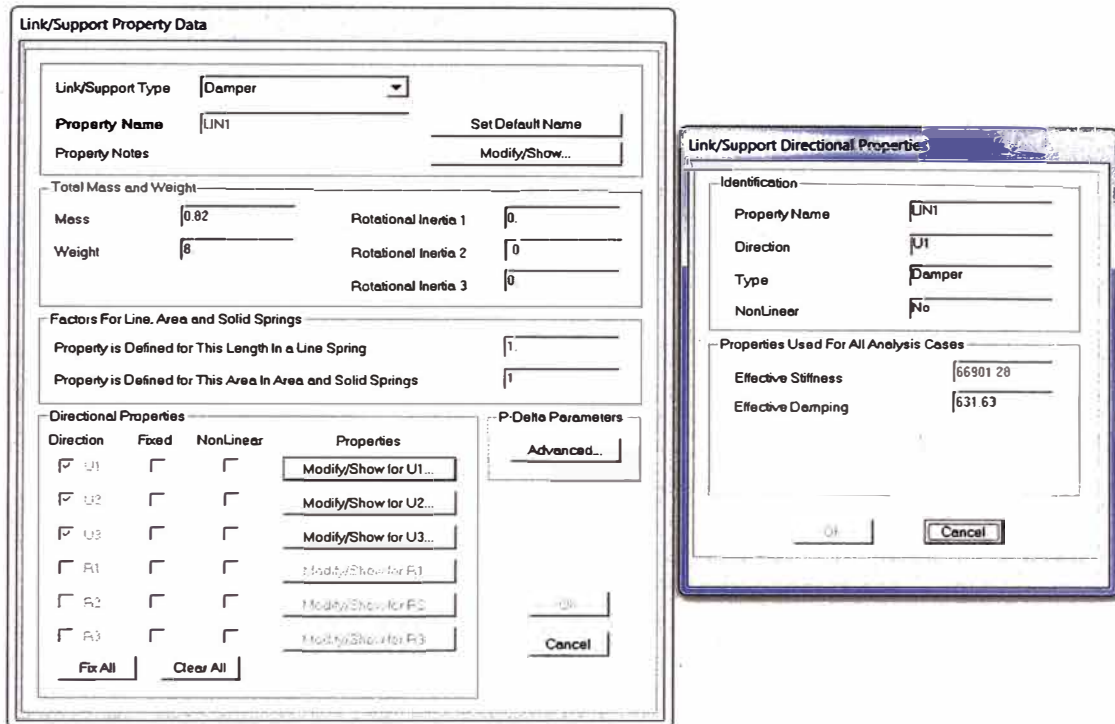 Link/Support Property Data
Link/Support Type Damper
Property Name LIN1 Set Default Name
Property Notes Modify/Show...
Total Mass and Weight
Mass 0.82 Rotational Inertia 1 0.
Weight 8. Rotational Inertia 2 0
Rotational Inertia 3 0
Factors For Line, Area and Solid Springs
Property is Defined for This Length In a Line Spring 1.
Property is Defined for This Area In Area and Solid Springs 1
Directional Properties P-Delta Parameters
Direction Fixed NonLinear Properties Advanced...
U1 Modify/Show for U1...
U2 Modify/Show for U2...
U3 Modify/Show for U3...
R1 Modify/Show for R1
R2 Modify/Show for R2 OK
R3 Modify/Show for R3 Cancel
Fix All Clear All
Link/Support Directional Properties
Identification
Property Name LIN1
Direction U1
Type Damper
NonLinear No
Properties Used For All Analysis Cases
Effective Stiffness 66901.28
Effective Damping 631.63
OK Cancel